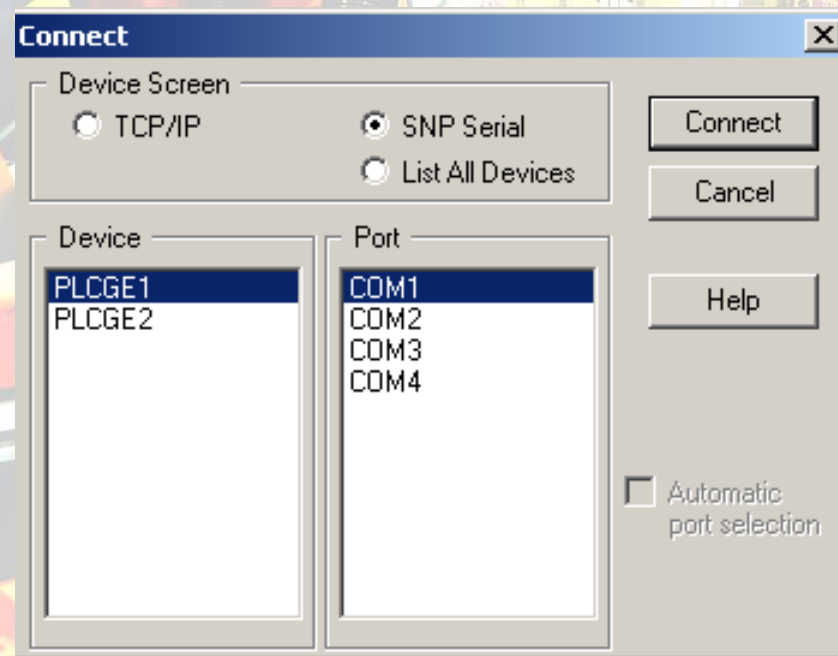 Connect
Device Screen
TCP/IP
SNP Serial
List All Devices
Connect
Cancel
Device
PLCGE1
PLCGE2
Port
COM1
COM2
COM3
COM4
Help
Automatic
port selection